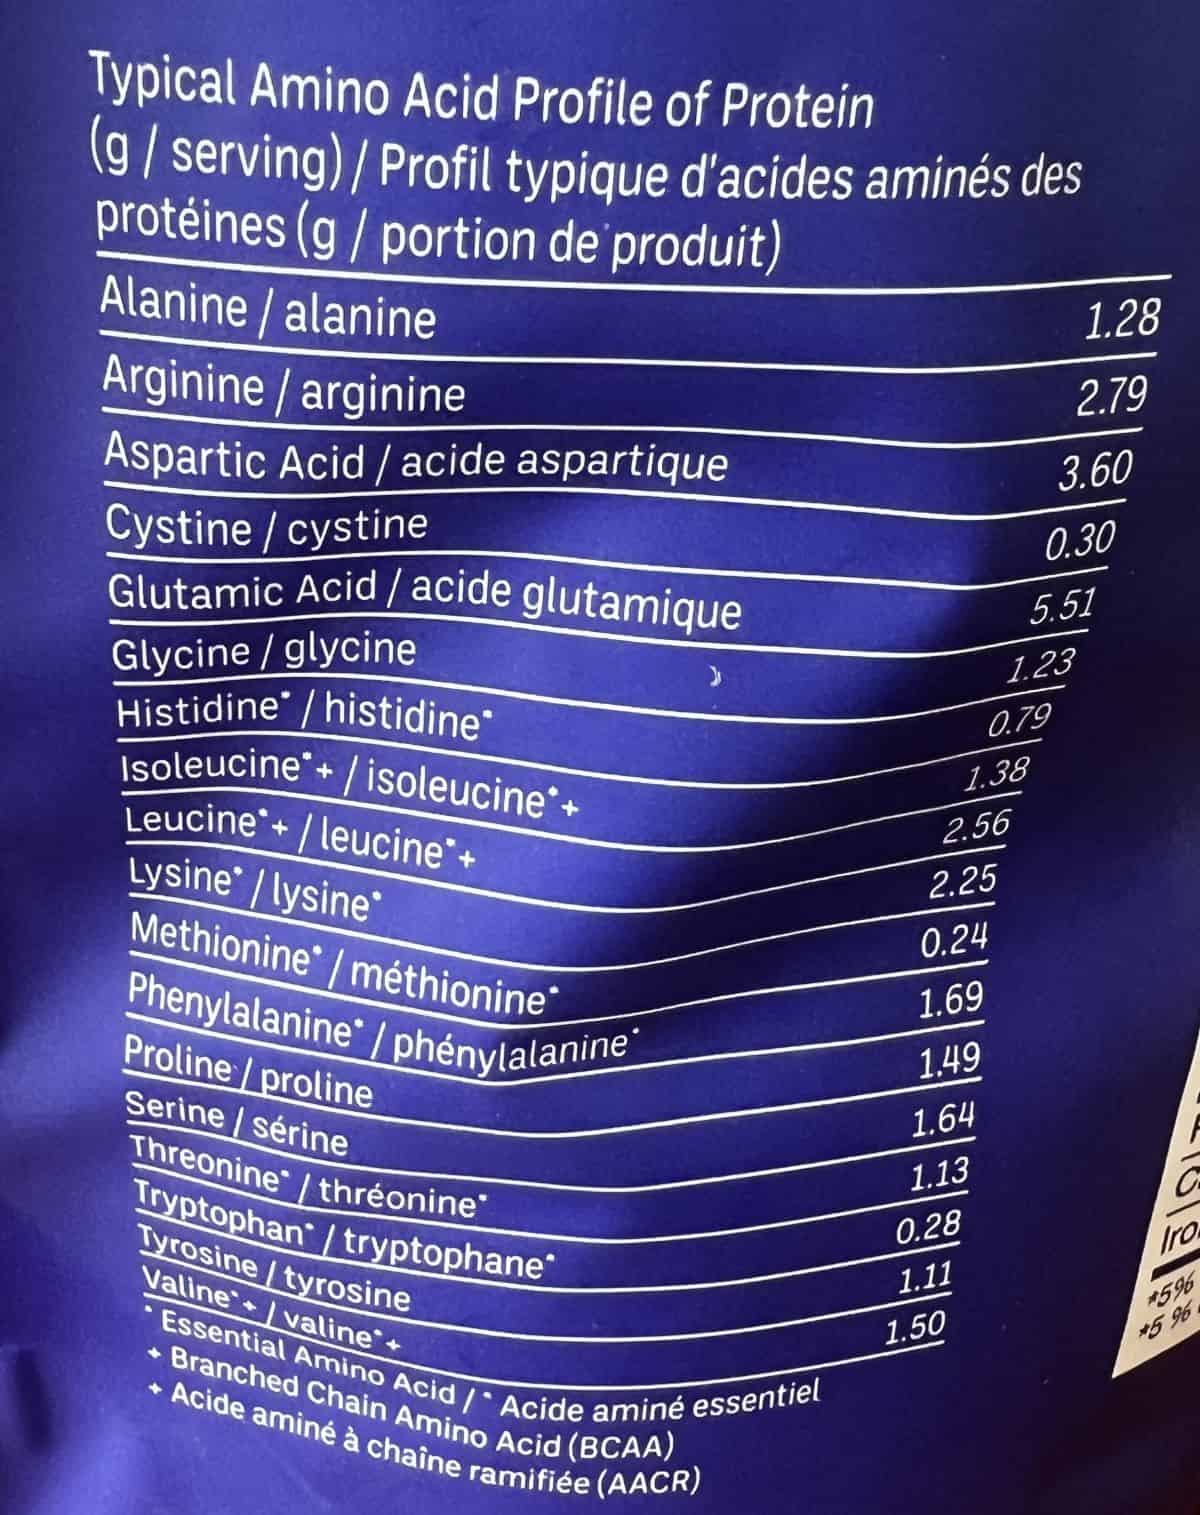 Typical Amino Acid Profile of Protein
(g / serving) / Profil typique d'acides aminés des
protéines (g / portion de produit)
Alanine / alanine 1.28
Arginine / arginine 2.79
Aspartic Acid / acide aspartique 3.60
Cystine / cystine 0.30
Glutamic Acid / acide glutamique 5.51
Glycine / glycine 1.23
Histidine* / histidine* 0.79
Isoleucine*+ / isoleucine*+ 1.38
Leucine*+ / leucine*+ 2.56
Lysine* / lysine* 2.25
Methionine* / méthionine* 0.24
Phenylalanine* / phénylalanine* 1.69
Proline / proline 1.49
Serine / sérine 1.64
Threonine* / thréonine* 1.13
Tryptophan* / tryptophane* 0.28
Tyrosine / tyrosine 1.11
Valine*+ / valine*+ 1.50
* Essential Amino Acid / * Acide aminé essentiel
+ Branched Chain Amino Acid (BCAA)
+ Acide aminé à chaîne ramifiée (AACR)
*5%
*5 %